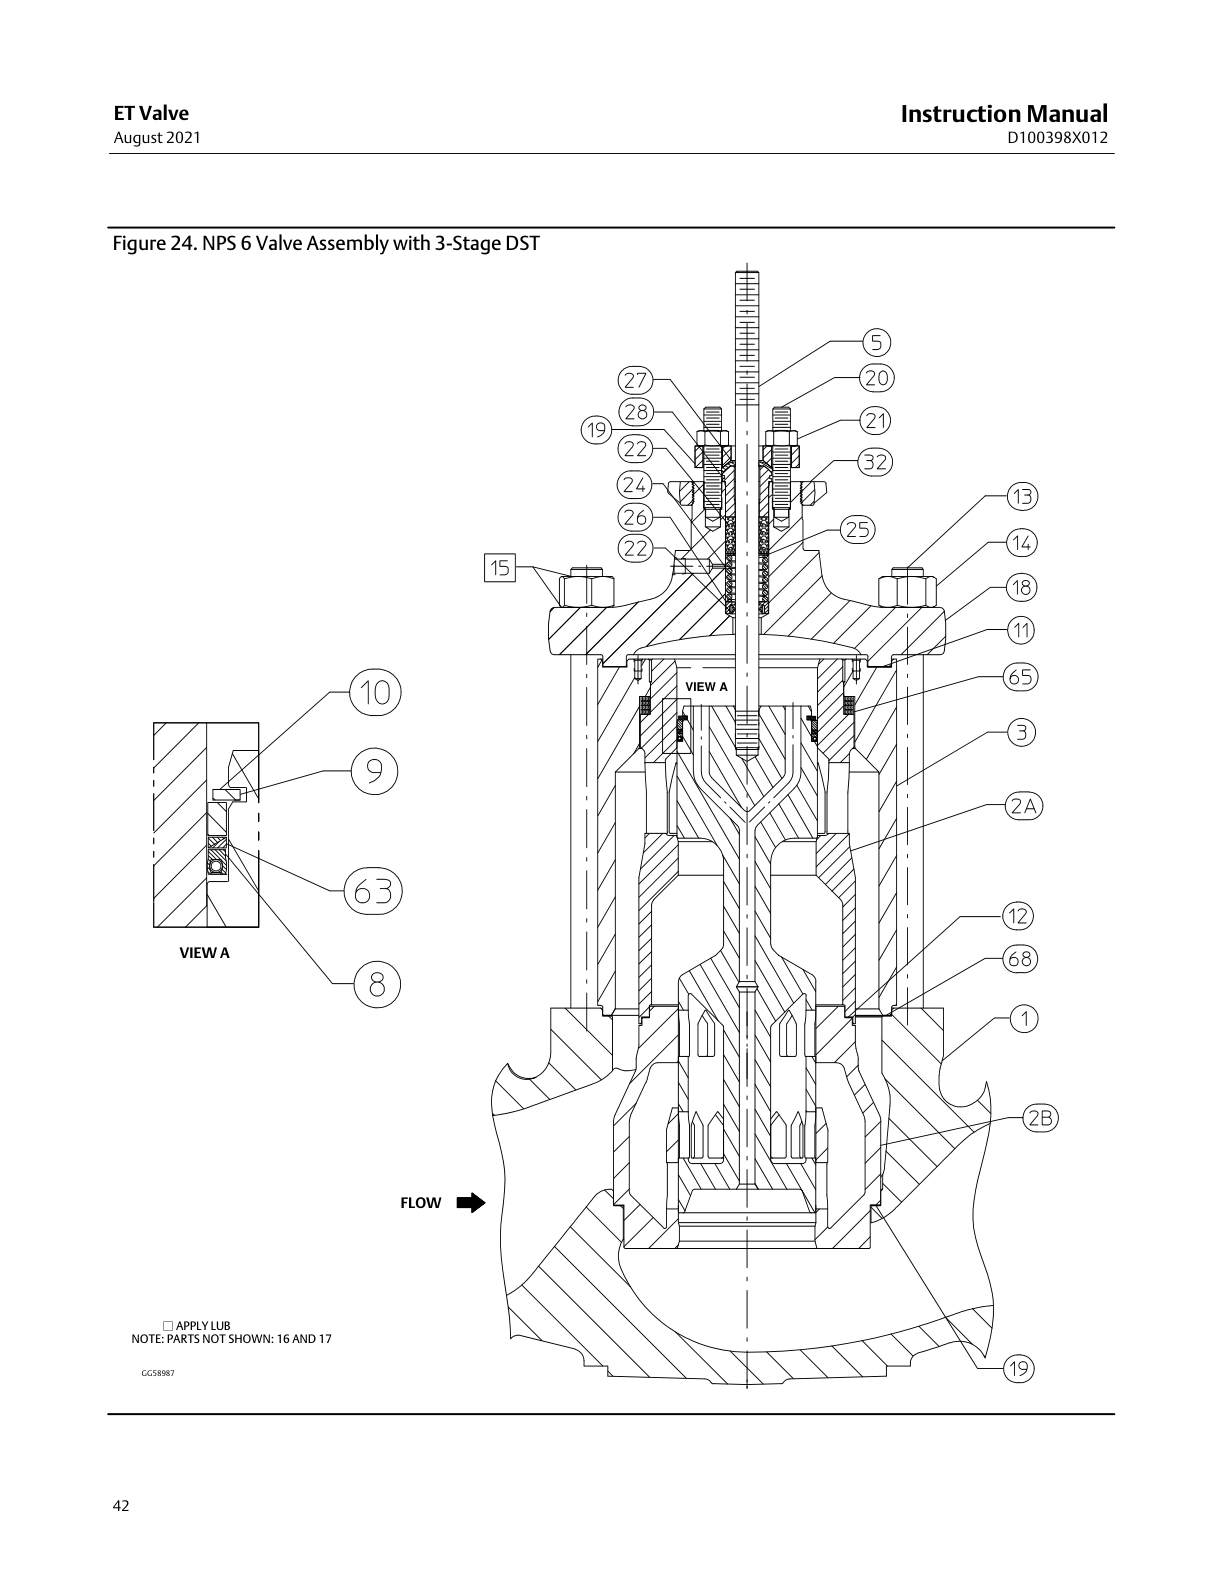 ET Valve
August 2021
Instruction Manual
D100398X012
Figure 24. NPS 6 Valve Assembly with 3-Stage DST
5
20
27
28
19
21
22
32
24
13
26
25
22
14
15
18
11
65
VIEW A
10
3
9
2A
63
12
VIEW A
68
8
1
2B
FLOW
□ APPLY LUB
NOTE: PARTS NOT SHOWN: 16 AND 17
19
GG58987
42